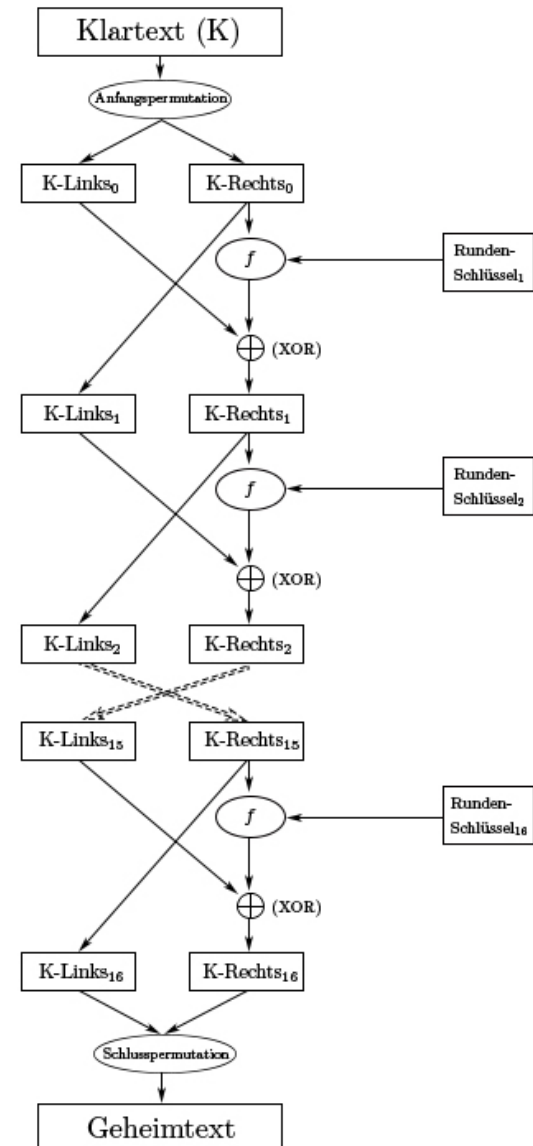 Klartext (K)
Anfangspermutation
K-Links₀ K-Rechts₀
f
Runden-
Schlüssel₁
(XOR)
K-Links₁ K-Rechts₁
f
Runden-
Schlüssel₂
(XOR)
K-Links₂ K-Rechts₂
K-Links₁₅ K-Rechts₁₅
f
Runden-
Schlüssel₁₆
(XOR)
K-Links₁₆ K-Rechts₁₆
Schlusspermutation
Geheimtext